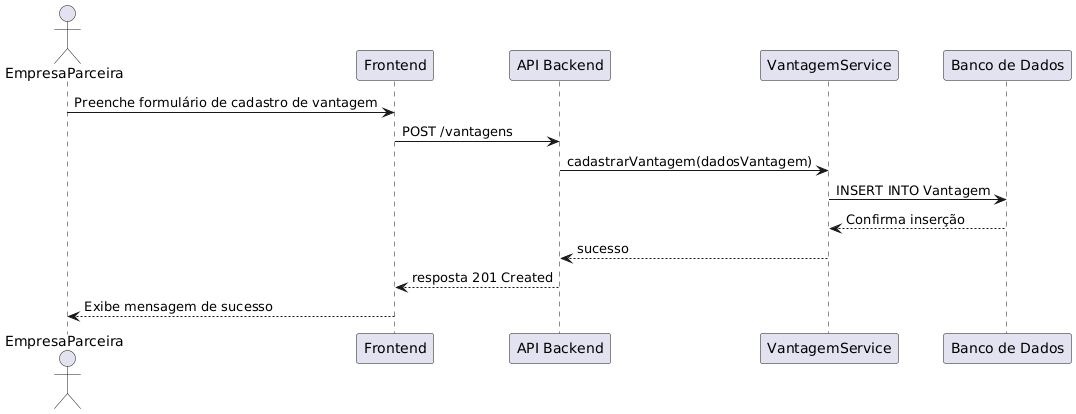 EmpresaParceira
Frontend
API Backend
VantagemService
Banco de Dados
Preenche formulário de cadastro de vantagem
POST /vantagens
cadastrarVantagem(dadosVantagem)
INSERT INTO Vantagem
Confirma inserção
sucesso
resposta 201 Created
Exibe mensagem de sucesso
EmpresaParceira
Frontend
API Backend
VantagemService
Banco de Dados